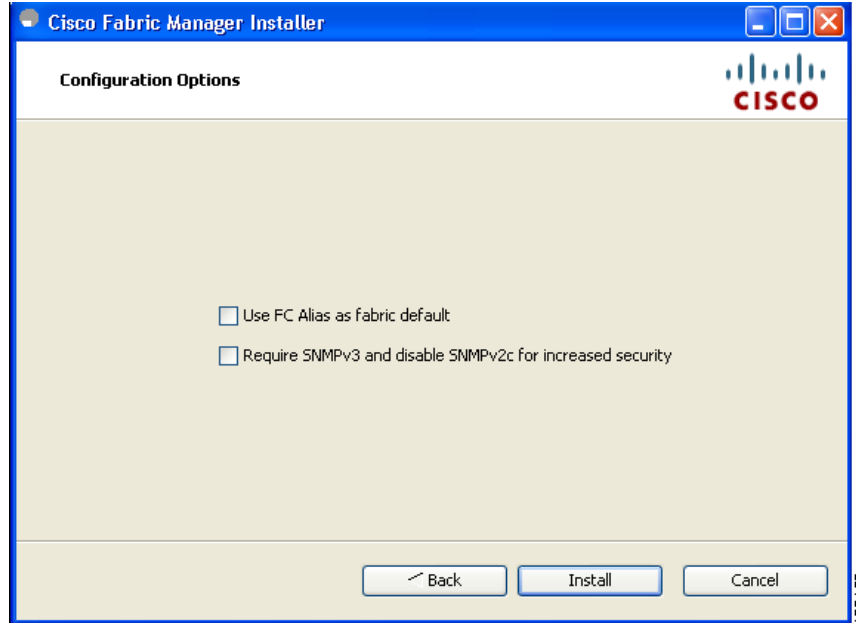 Cisco Fabric Manager Installer
Configuration Options
CISCO
Use FC Alias as fabric default
Require SNMPv3 and disable SNMPv2c for increased security
Back
Install
Cancel